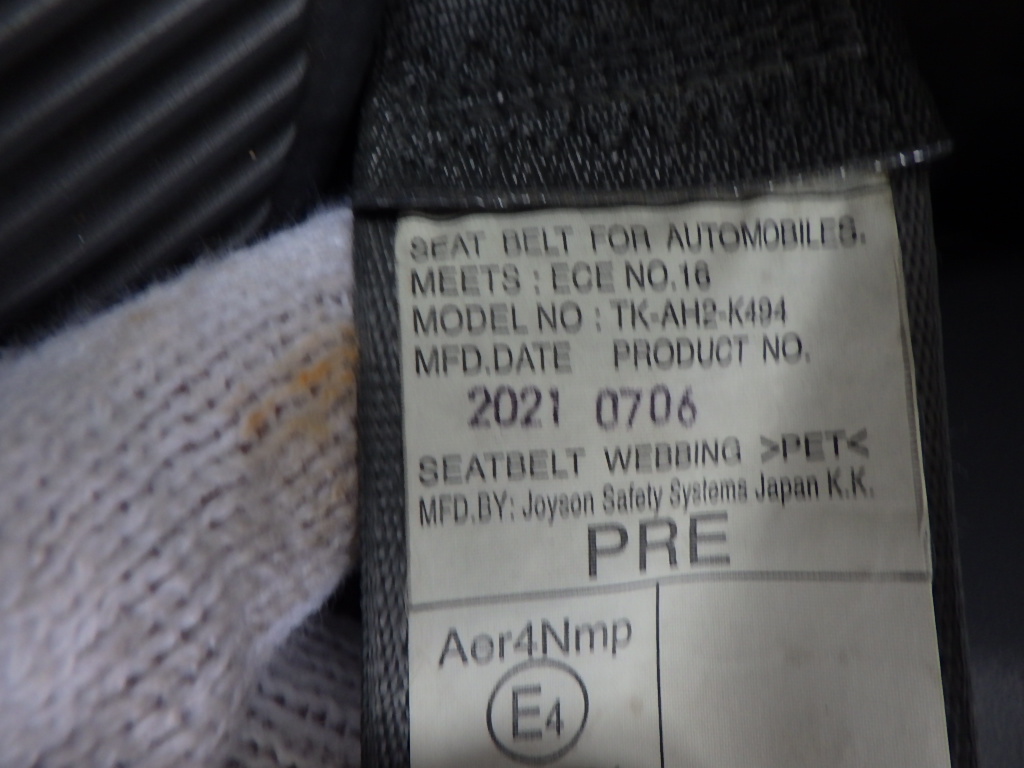 SEAT BELT FOR AUTOMOBILES.
MEETS : ECE NO.16
MODEL NO : TK-AH2-K494
MFD.DATE PRODUCT NO.
2021 0706
SEATBELT WEBBING >PET<
MFD.BY: Joyson Safety Systems Japan K.K.
PRE
Aer4Nmp
E4